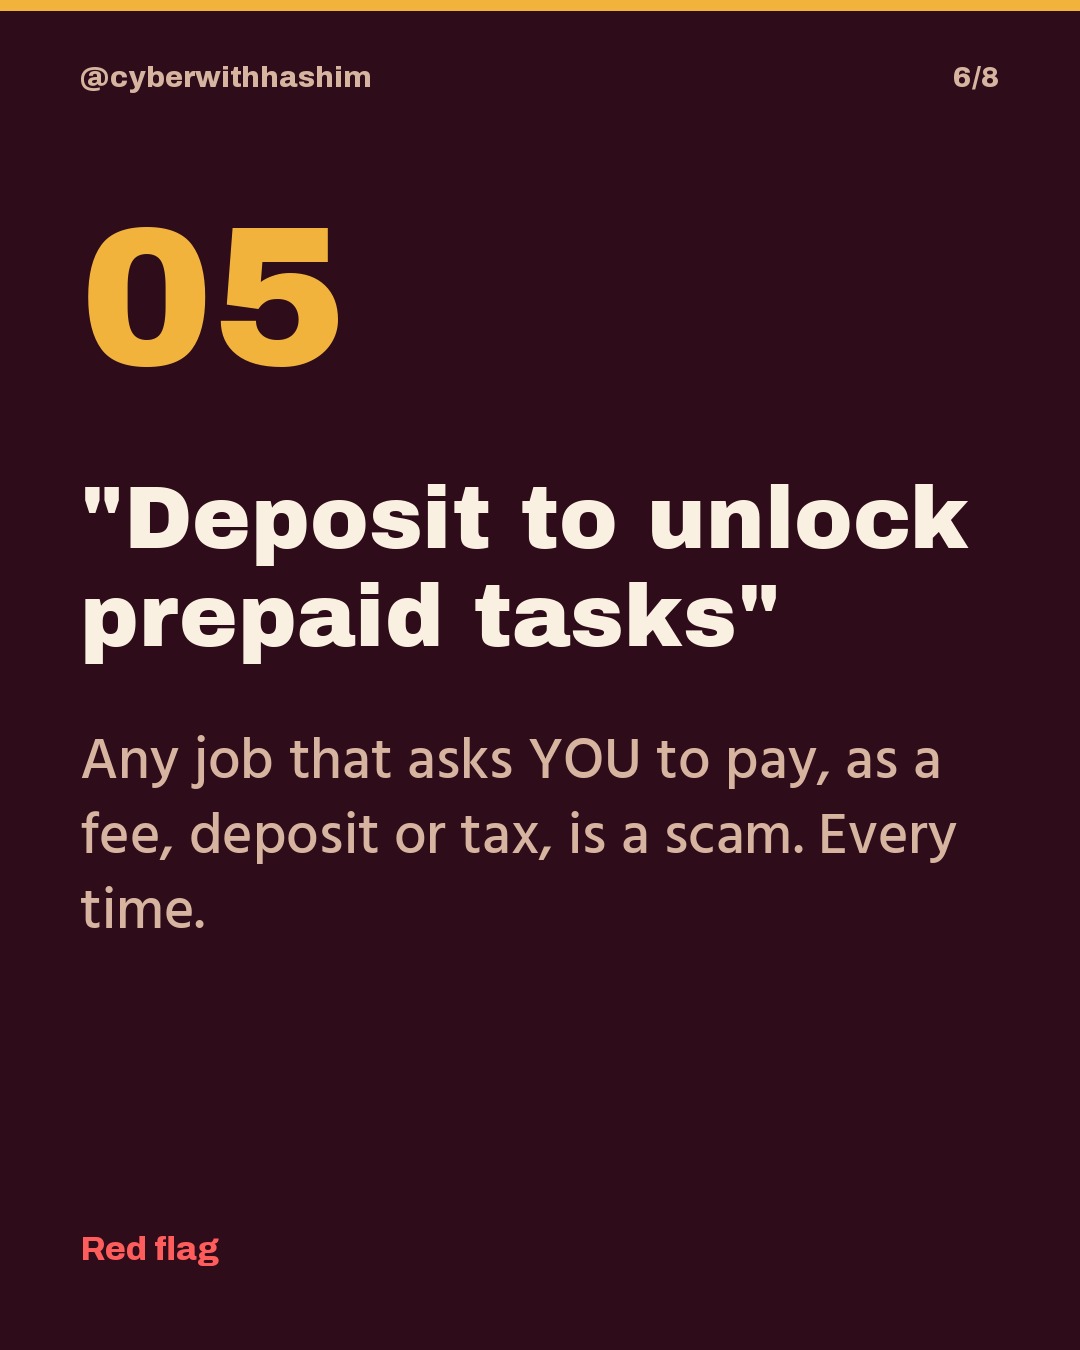 @cyberwithhashim
6/8
05
"Deposit to unlock
prepaid tasks"
Any job that asks YOU to pay, as a
fee, deposit or tax, is a scam. Every
time.
Red flag